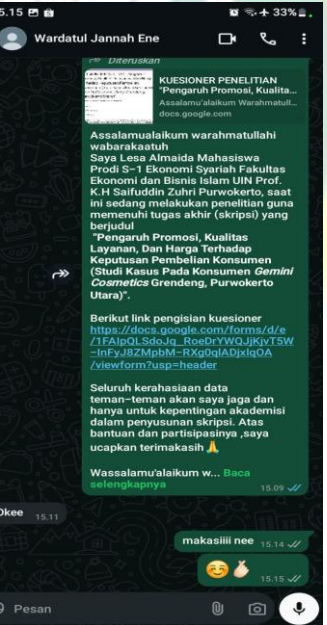 5.15
33%
Wardatul Jannah Ene
Diteruskan
KUESIONER PENELITIAN
"Pengaruh Promosi, Kualita...
Assalamu'alaikum Warahmatull...
docs.google.com
Assalamualaikum warahmatullahi
wabarakaatuh
Saya Lesa Almaida Mahasiswa
Prodi S-1 Ekonomi Syariah Fakultas
Ekonomi dan Bisnis Islam UIN Prof.
K.H Saifuddin Zuhri Purwokerto, saat
ini sedang melakukan penelitian guna
memenuhi tugas akhir (skripsi) yang
berjudul
"Pengaruh Promosi, Kualitas
Layanan, Dan Harga Terhadap
Keputusan Pembelian Konsumen
(Studi Kasus Pada Konsumen Gemini
Cosmetics Grendeng, Purwokerto
Utara)".
Berikut link pengisian kuesioner
https://docs.google.com/forms/d/e
/1FAIpQLSdoJq_RoeDrYWQJjKjvT5W
-InFyJ8ZMpbM-RXg0qlADjxlqOA
/viewform?usp=header
Seluruh kerahasiaan data
teman-teman akan saya jaga dan
hanya untuk kepentingan akademisi
dalam penyusunan skripsi. Atas
bantuan dan partisipasinya ,saya
ucapkan terimakasih 🙏
Wassalamu'alaikum w... Baca
selengkapnya
15.09
Okee 15.11
makasiiii nee 15.14
15.15
Pesan